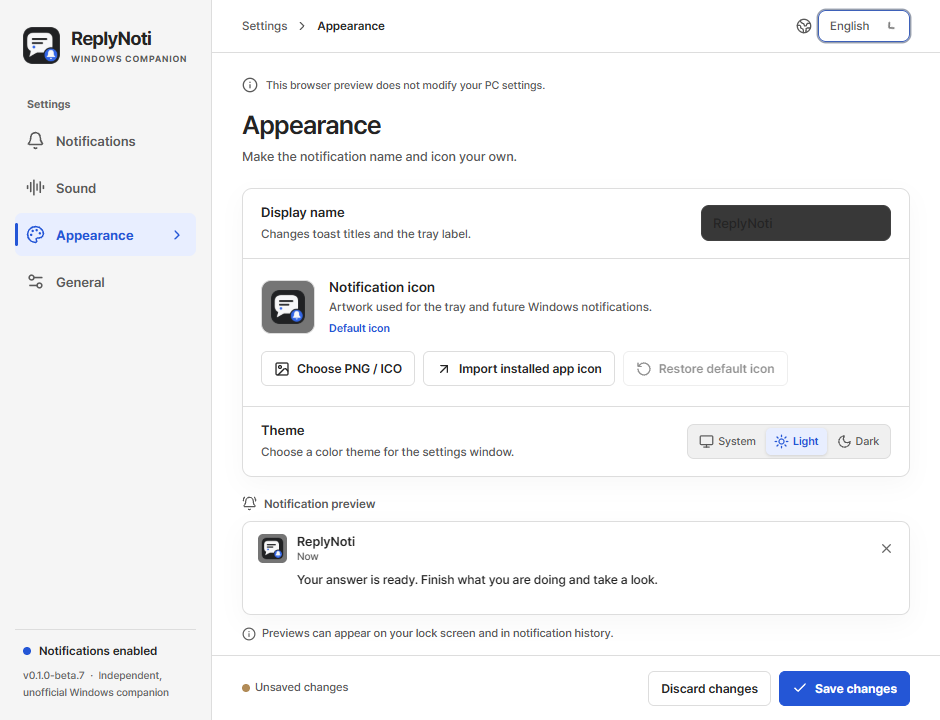 ReplyNoti
WINDOWS COMPANION
Settings
Notifications
Sound
Appearance
General
Notifications enabled
v0.1.0-beta.7 · Independent,
unofficial Windows companion
Settings > Appearance
English
This browser preview does not modify your PC settings.
Appearance
Make the notification name and icon your own.
Display name
Changes toast titles and the tray label.
ReplyNoti
Notification icon
Artwork used for the tray and future Windows notifications.
Default icon
Choose PNG / ICO
Import installed app icon
Restore default icon
Theme
Choose a color theme for the settings window.
System
Light
Dark
Notification preview
ReplyNoti
Now
Your answer is ready. Finish what you are doing and take a look.
Previews can appear on your lock screen and in notification history.
Unsaved changes
Discard changes
Save changes